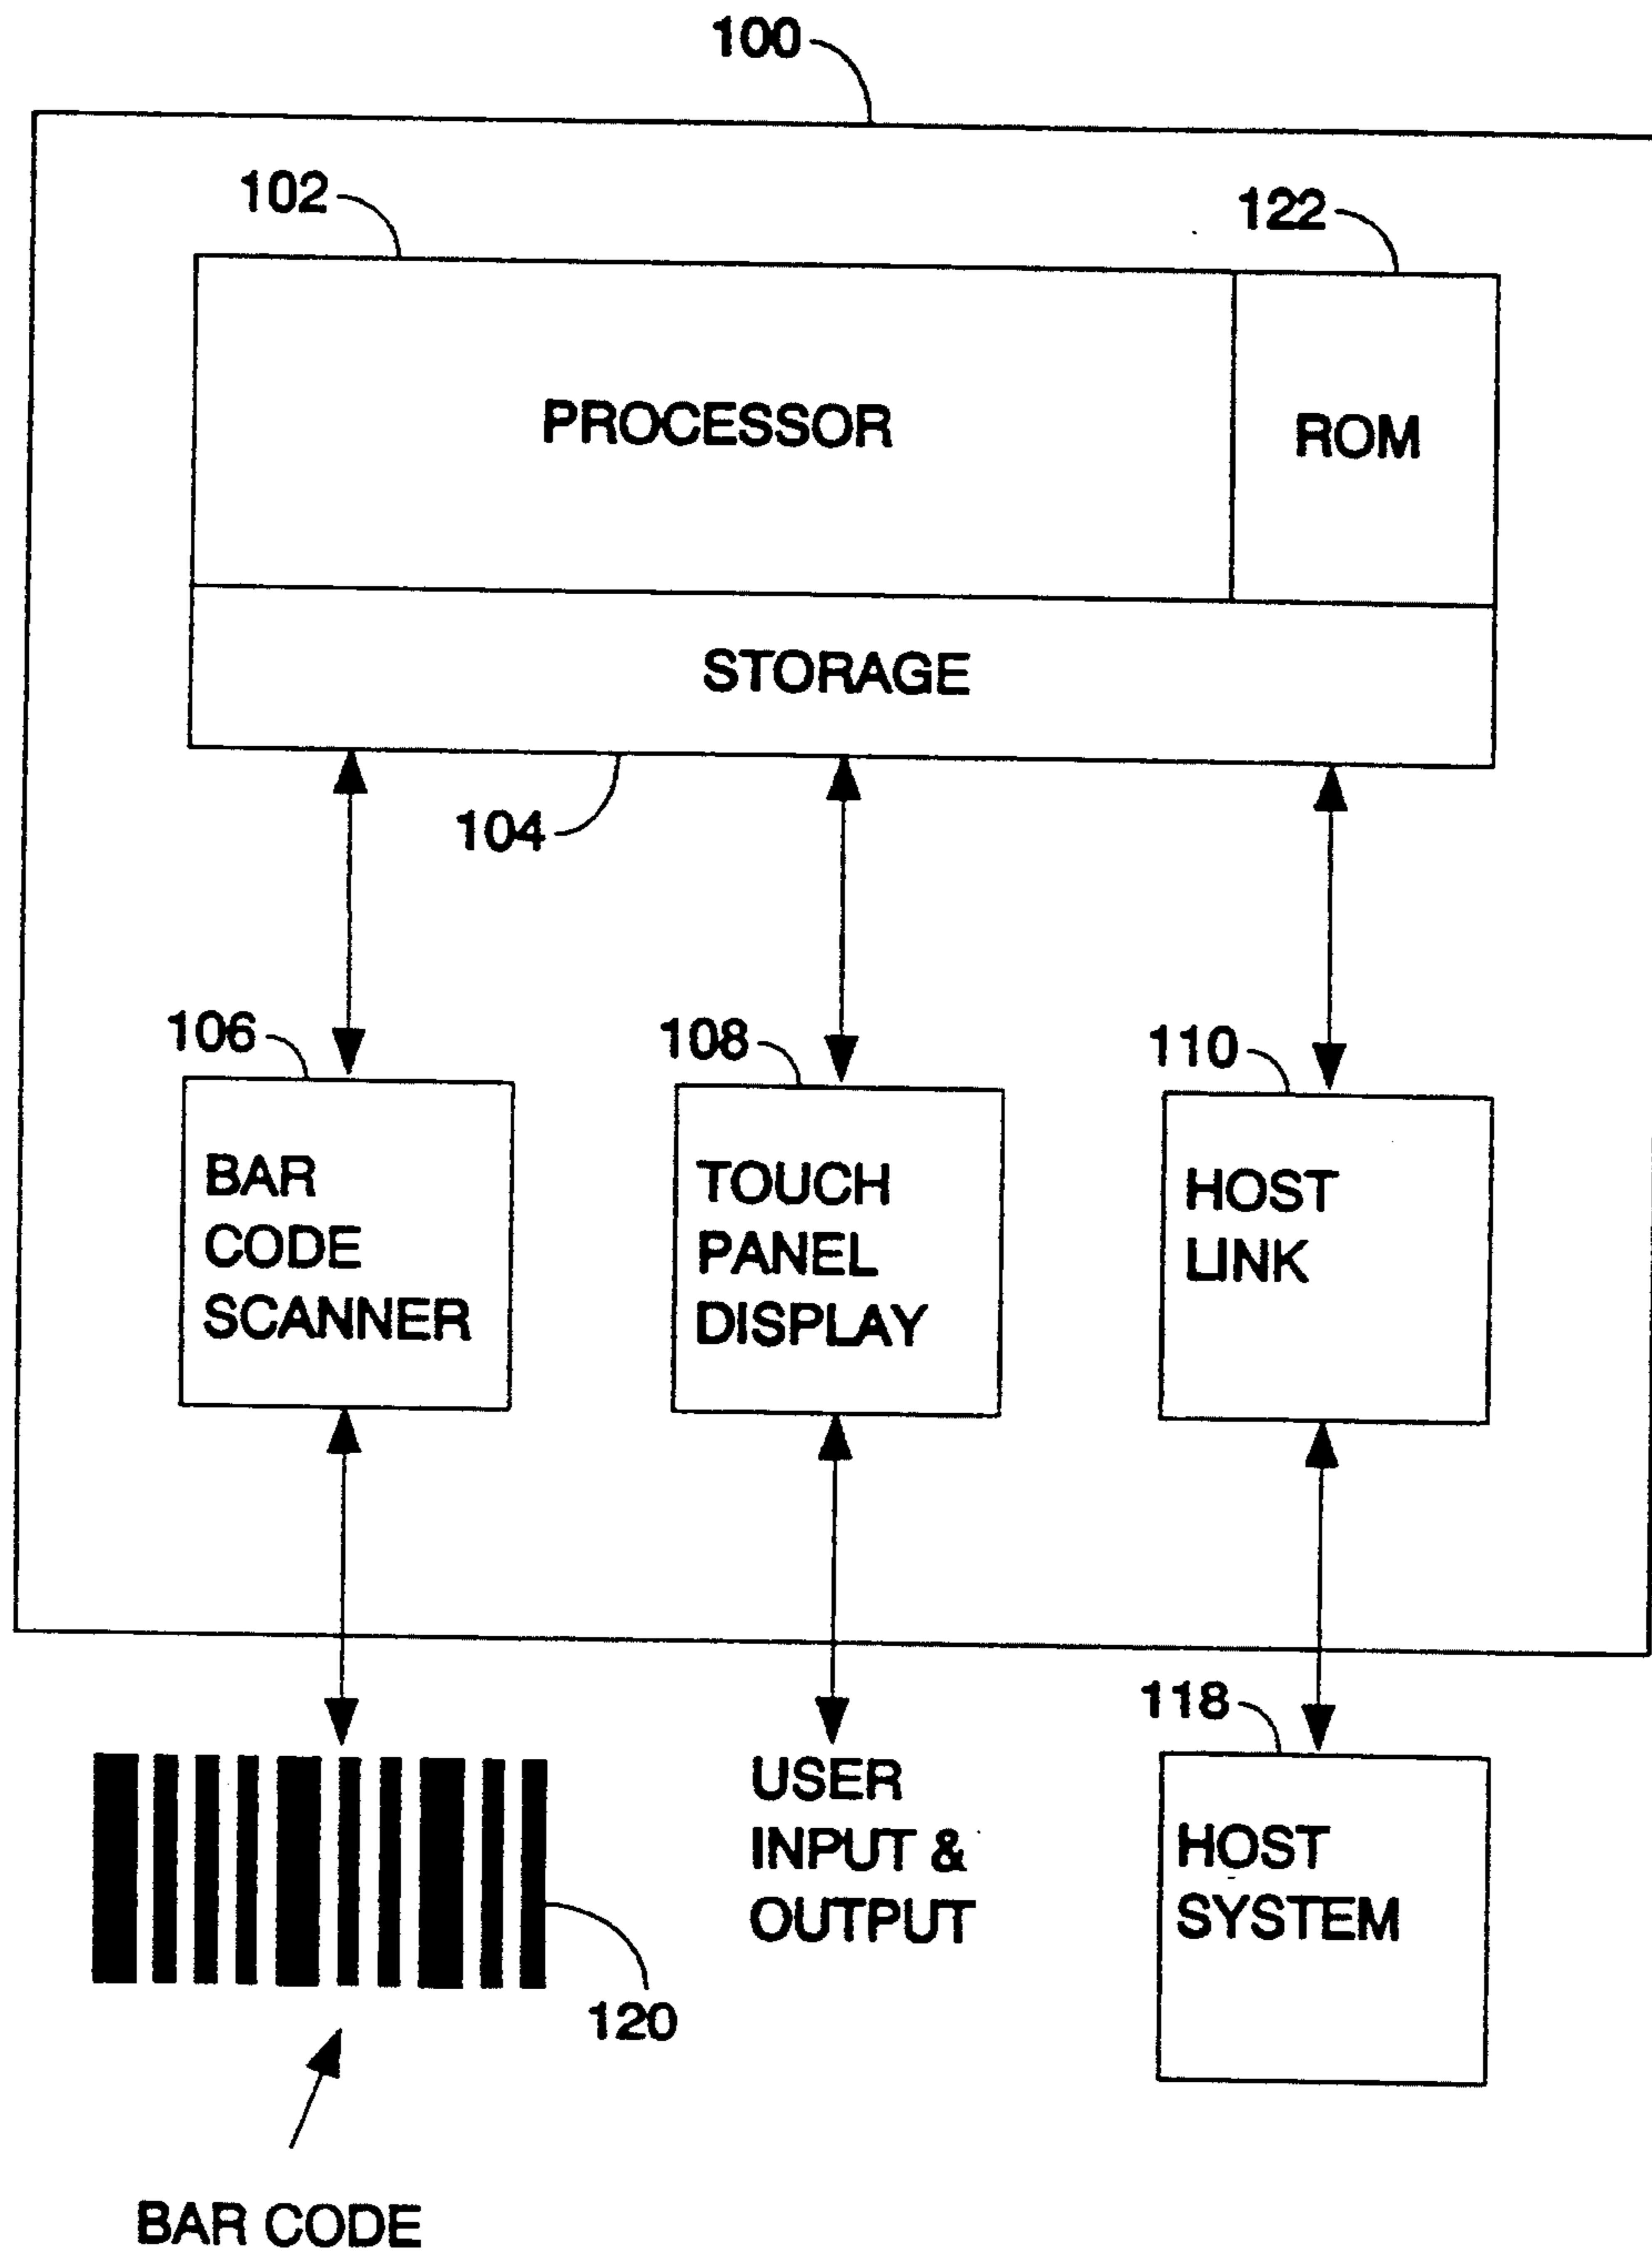 100
102
122
PROCESSOR
ROM
STORAGE
104
106
108
110
BAR
CODE
SCANNER
TOUCH
PANEL
DISPLAY
HOST
LINK
118
USER
INPUT &
OUTPUT
HOST
SYSTEM
120
BAR CODE